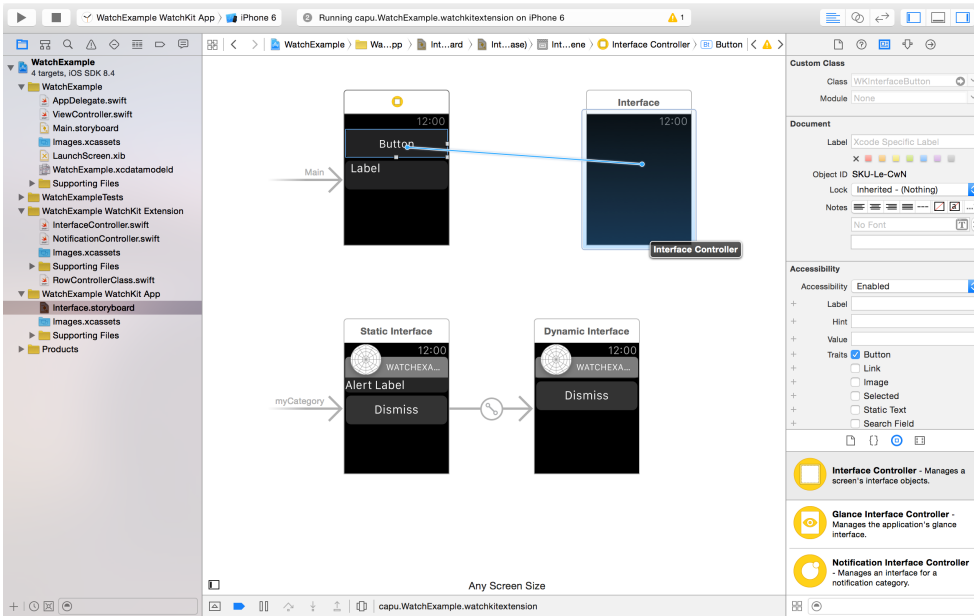 WatchExample WatchKit App
iPhone 6
Running capu.WatchExample.watchkitextension on iPhone 6
1
WatchExample
Wa...pp
Int...ard
Int...ase)
Int...ene
Interface Controller
Button
WatchExample
4 targets, iOS SDK 8.4
WatchExample
AppDelegate.swift
ViewController.swift
Main.storyboard
Images.xcassets
LaunchScreen.xib
WatchExample.xcdatamodeld
Supporting Files
WatchExampleTests
WatchExample WatchKit Extension
InterfaceController.swift
NotificationController.swift
Images.xcassets
Supporting Files
RowControllerClass.swift
WatchExample WatchKit App
Interface.storyboard
Images.xcassets
Supporting Files
Products
12:00
Button
Label
Main
Interface
12:00
Interface Controller
Static Interface
12:00
WATCHEXA...
Alert Label
Dismiss
myCategory
Dynamic Interface
12:00
WATCHEXA...
Dismiss
Any Screen Size
capu.WatchExample.watchkitextension
Custom Class
Class WKInterfaceButton
Module None
Document
Label Xcode Specific Label
Object ID SKU-Le-CwN
Lock Inherited - (Nothing)
Notes
No Font
Accessibility
Accessibility Enabled
Label
Hint
Value
Traits Button
Link
Image
Selected
Static Text
Search Field
Interface Controller - Manages a
screen's interface objects.
Glance Interface Controller -
Manages the application's glance
interface.
Notification Interface Controller
- Manages an interface for a
notification category.